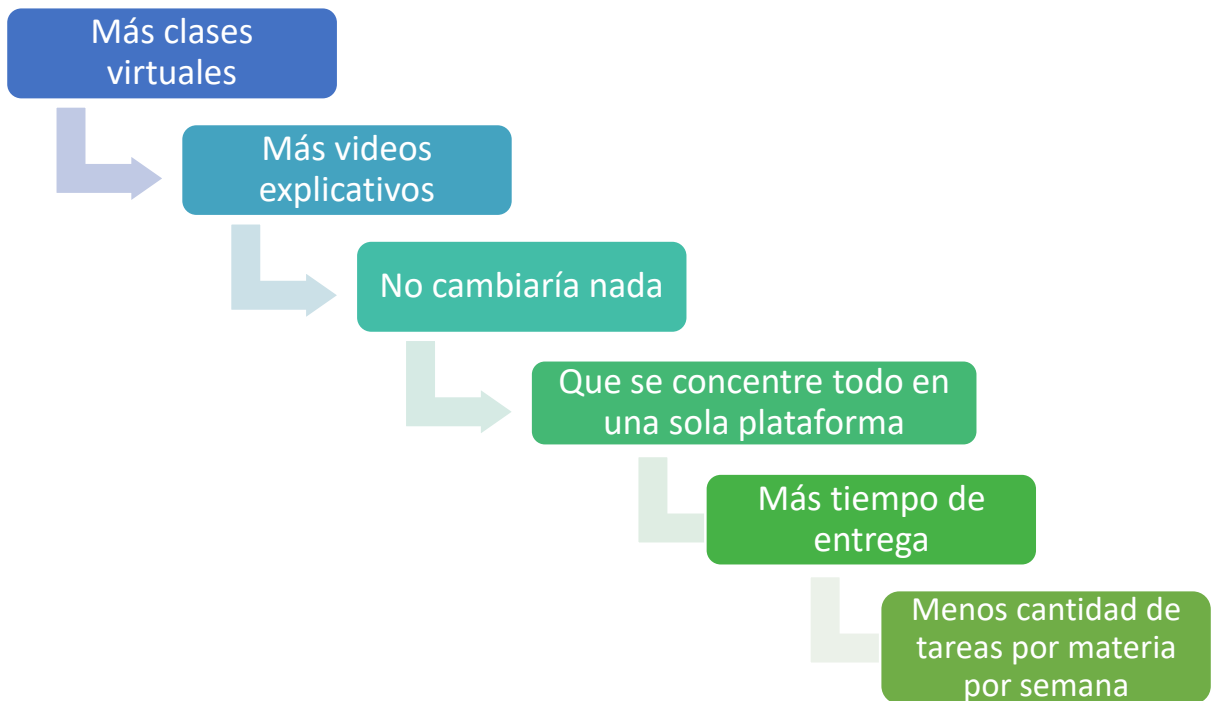 Más clases
virtuales
Más videos
explicativos
No cambiaría nada
Que se concentre todo en
una sola plataforma
Más tiempo de
entrega
Menos cantidad de
tareas por materia
por semana